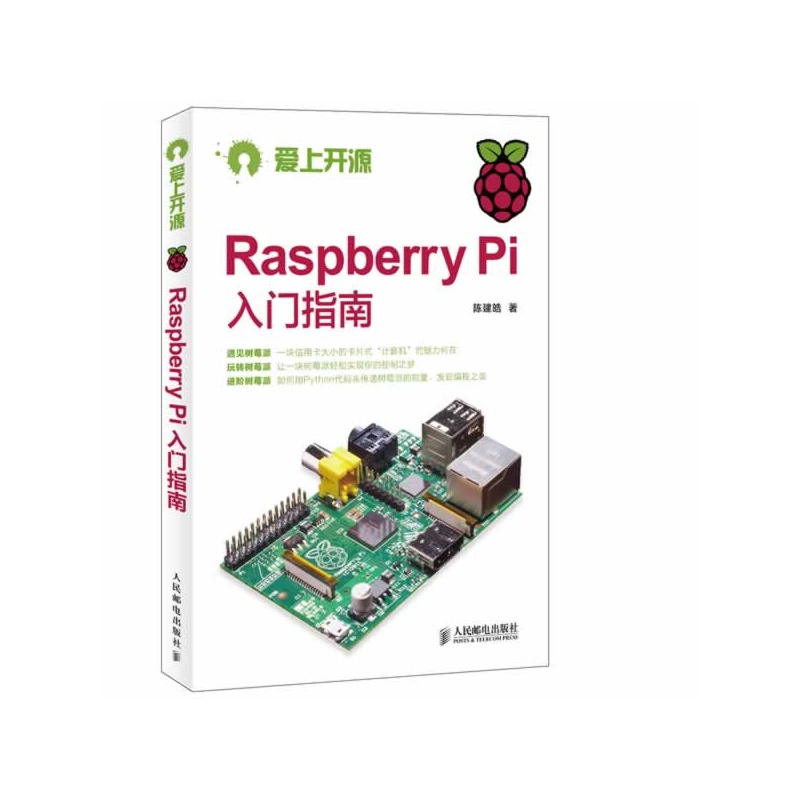 爱上开源
Raspberry Pi
入门指南
陈建皓 著
遇见树莓派 一块信用卡大小的卡片式“计算机”的魅力何在
玩转树莓派 让一块树莓派轻松实现你的控制之梦
进阶树莓派 如何用Python代码来传递树莓派的能量，发掘编程之美
人民邮电出版社
POSTS & TELECOM PRESS
爱上开源
Raspberry Pi 入门指南
人民邮电出版社